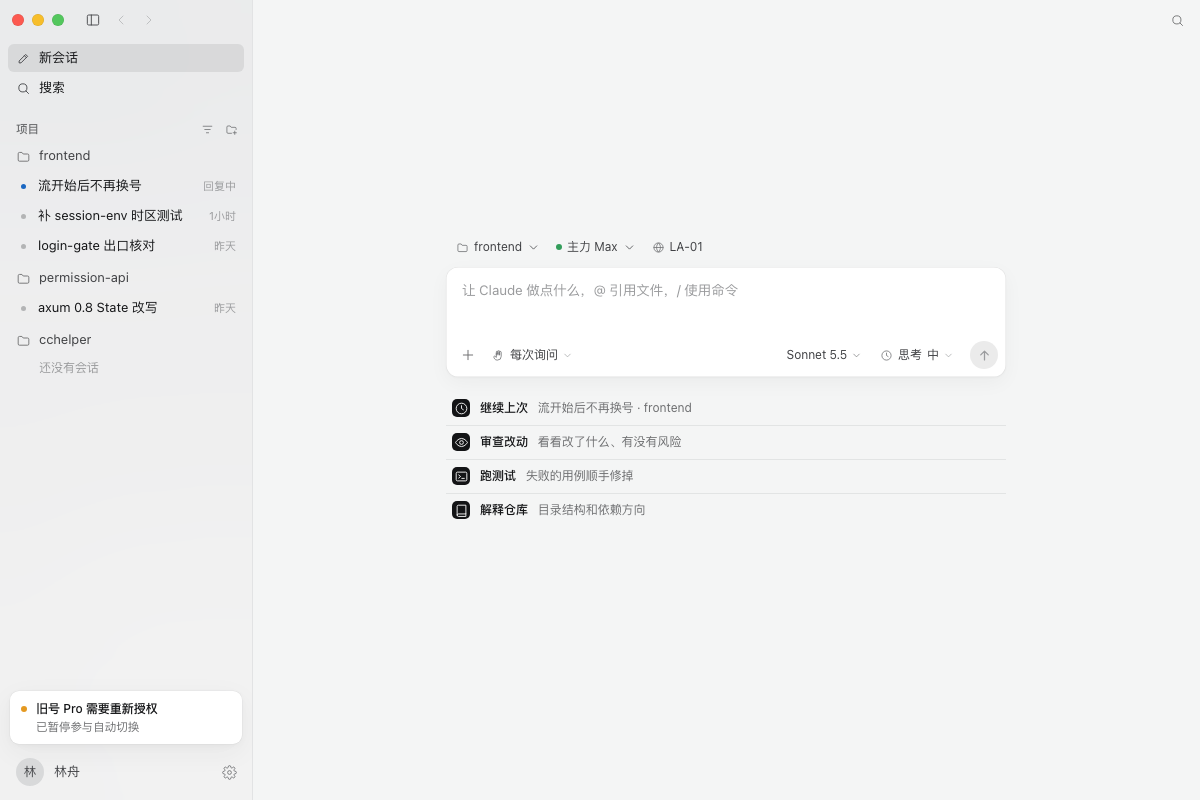 新会话
搜索
项目
frontend
流开始后不再换号 回复中
补 session-env 时区测试 1小时
login-gate 出口核对 昨天
permission-api
axum 0.8 State 改写 昨天
cchelper
还没有会话
旧号 Pro 需要重新授权
已暂停参与自动切换
林 林舟
frontend 主力 Max LA-01
让 Claude 做点什么，@ 引用文件，/ 使用命令
每次询问 Sonnet 5.5 思考 中
继续上次 流开始后不再换号 · frontend
审查改动 看看改了什么、有没有风险
跑测试 失败的用例顺手修掉
解释仓库 目录结构和依赖方向